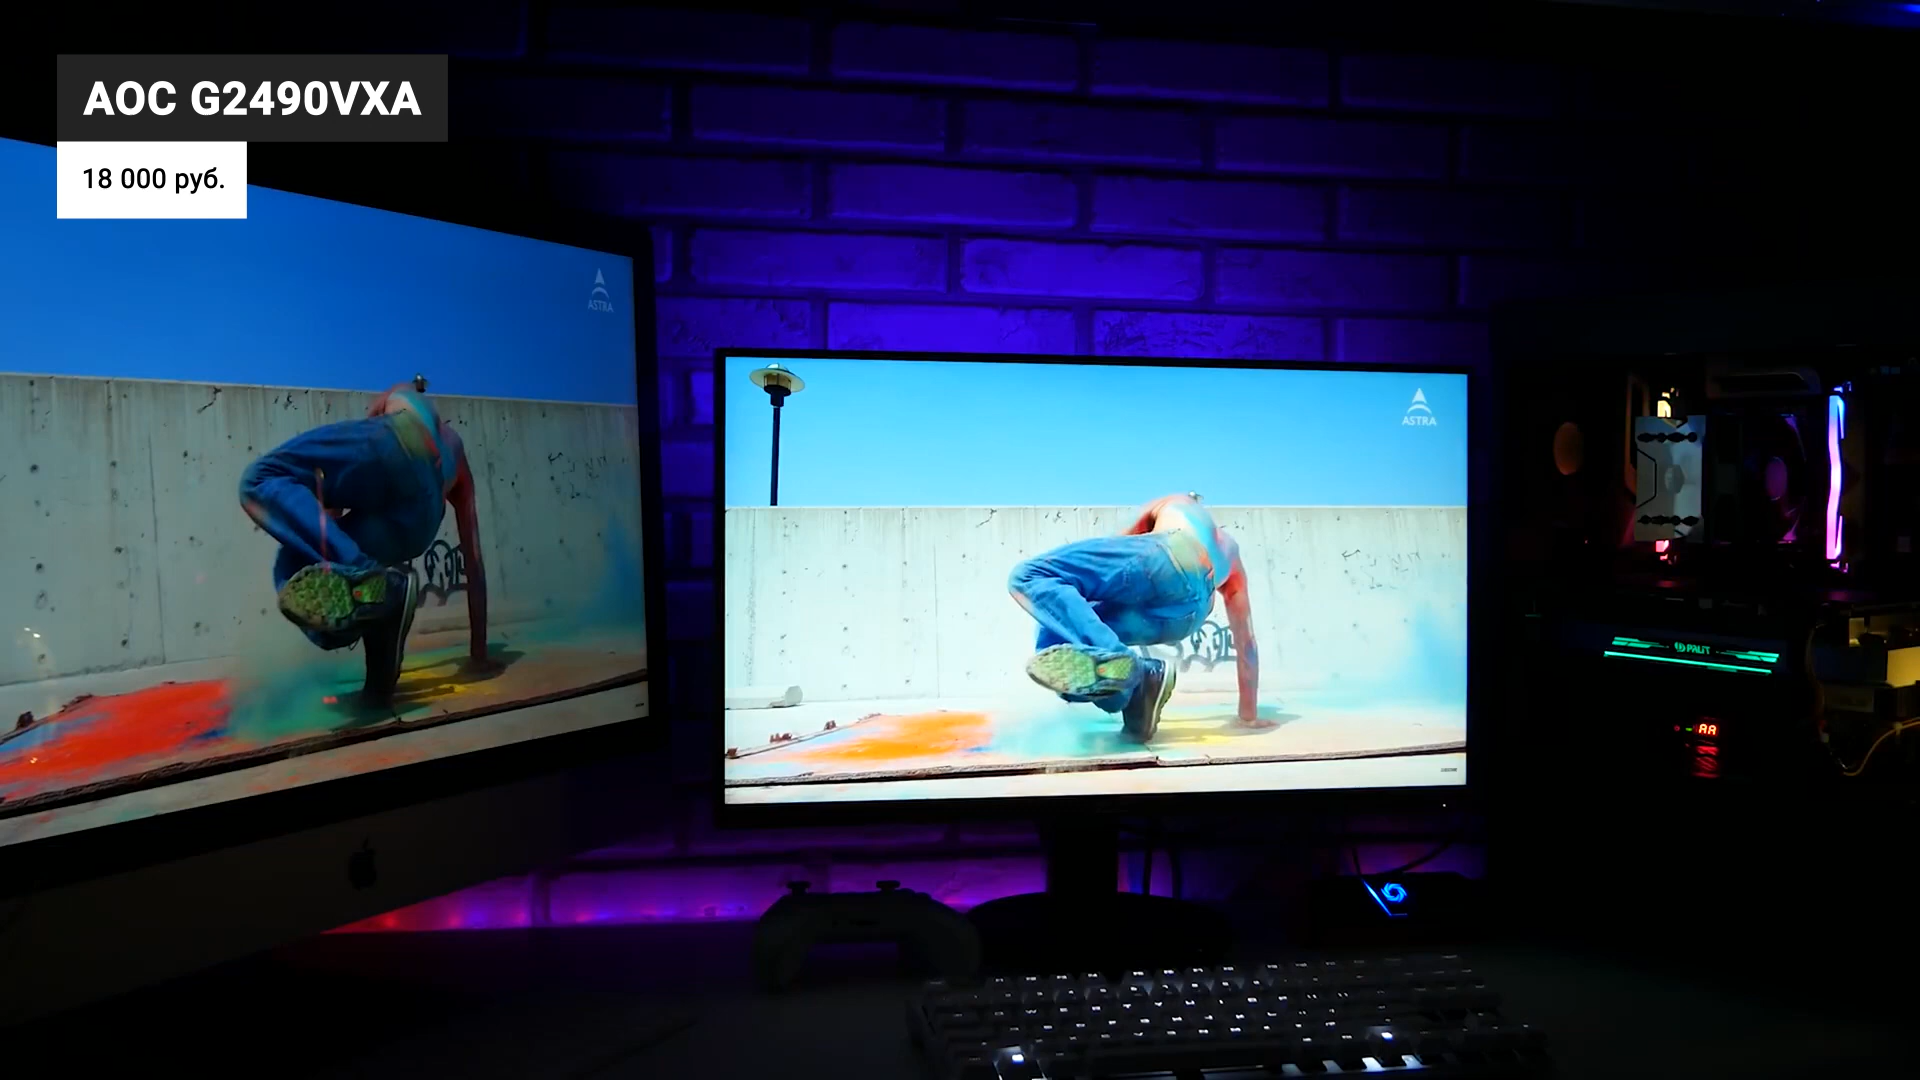 AOC G2490VXA
18 000 руб.
ASTRA
ASTRA
PALIT
AA